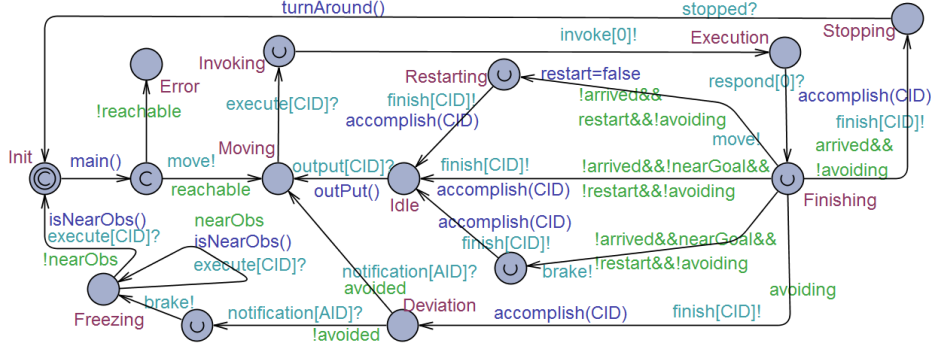 turnAround()
stopped?
Stopping
invoke[0]!
Execution
Invoking
Restarting
restart=false
respond[0]?
Error
execute[CID]?
finish[CID]!
!arrived&&
accomplish(CID)
!reachable
accomplish(CID)
restart&&!avoiding
finish[CID]!
move!
arrived&&
Init
main()
move!
Moving
output[CID]?
finish[CID]!
!arrived&&!nearGoal&&
!avoiding
reachable
outPut()
accomplish(CID)
!restart&&!avoiding
Finishing
Idle
isNearObs()
nearObs
accomplish(CID)
execute[CID]?
isNearObs()
finish[CID]!
!arrived&&nearGoal&&
!nearObs
execute[CID]?
notification[AID]?
brake!
!restart&&!avoiding
avoided
avoiding
brake!
Deviation
Freezing
notification[AID]?
accomplish(CID)
finish[CID]!
!avoided